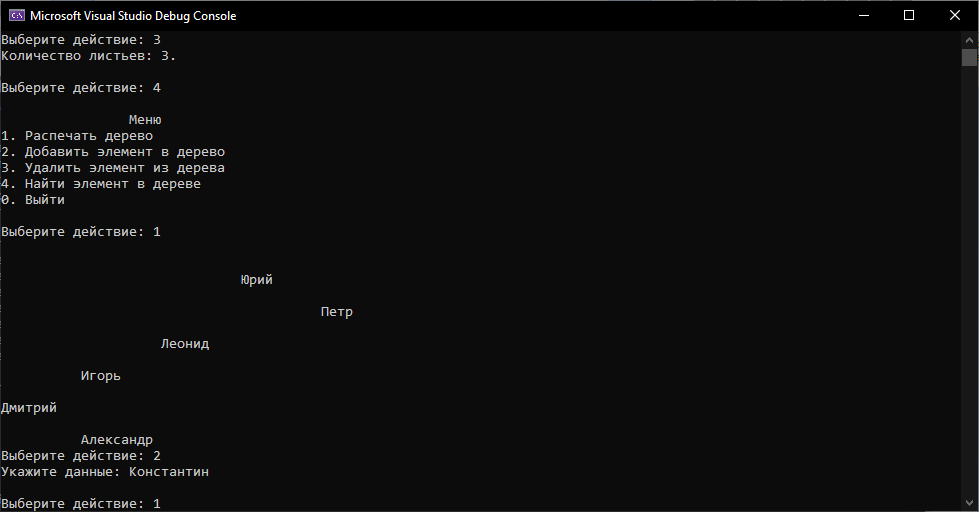 Microsoft Visual Studio Debug Console
Выберите действие: 3
Количество листьев: 3.
Выберите действие: 4
Меню
1. Распечать дерево
2. Добавить элемент в дерево
3. Удалить элемент из дерева
4. Найти элемент в дереве
0. Выйти
Выберите действие: 1
Юрий
Петр
Леонид
Игорь
Дмитрий
Александр
Выберите действие: 2
Укажите данные: Константин
Выберите действие: 1